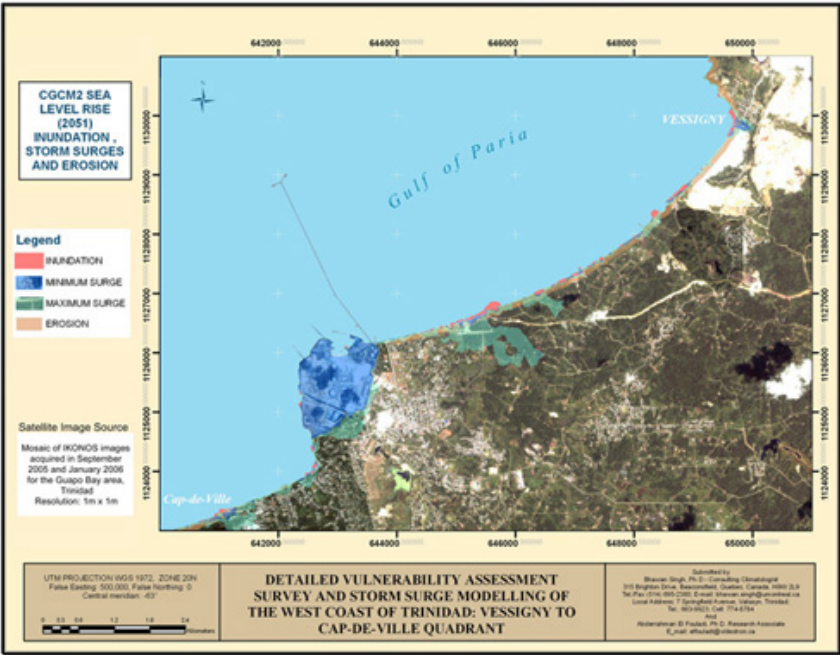 CGCM2 SEA
LEVEL RISE
(2051)
INUNDATION ,
STORM SURGES
AND EROSION
Legend
INUNDATION
MINIMUM SURGE
MAXIMUM SURGE
EROSION
Satellite Image Source
Mosaic of IKONOS images
acquired in September
2005 and January 2006
for the Guapo Bay area,
Trinidad
Resolution: 1m x 1m
642000 644000 646000 648000 650000
1130000
1129000
1128000
1127000
1126000
1125000
1124000
VESSIGNY
Gulf of Paria
Cap-de-Ville
1130000
1129000
1128000
1127000
1126000
1125000
1124000
642000 644000 646000 648000 650000
UTM PROJECTION WGS 1972, ZONE 20N
False Easting: 500,000, False Northing: 0
Central meridian: -63°
Kilometers
DETAILED VULNERABILITY ASSESSMENT
SURVEY AND STORM SURGE MODELLING OF
THE WEST COAST OF TRINIDAD: VESSIGNY TO
CAP-DE-VILLE QUADRANT
Submitted by
Bhawan Singh, Ph.D - Consulting Climatologist
And